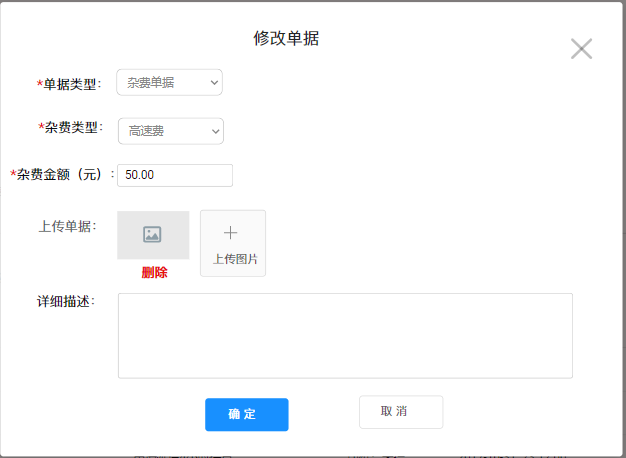 修改单据
*单据类型：
杂费单据
*杂费类型：
高速费
*杂费金额（元）：
50.00
上传单据：
上传图片
删除
详细描述：
确 定
取 消